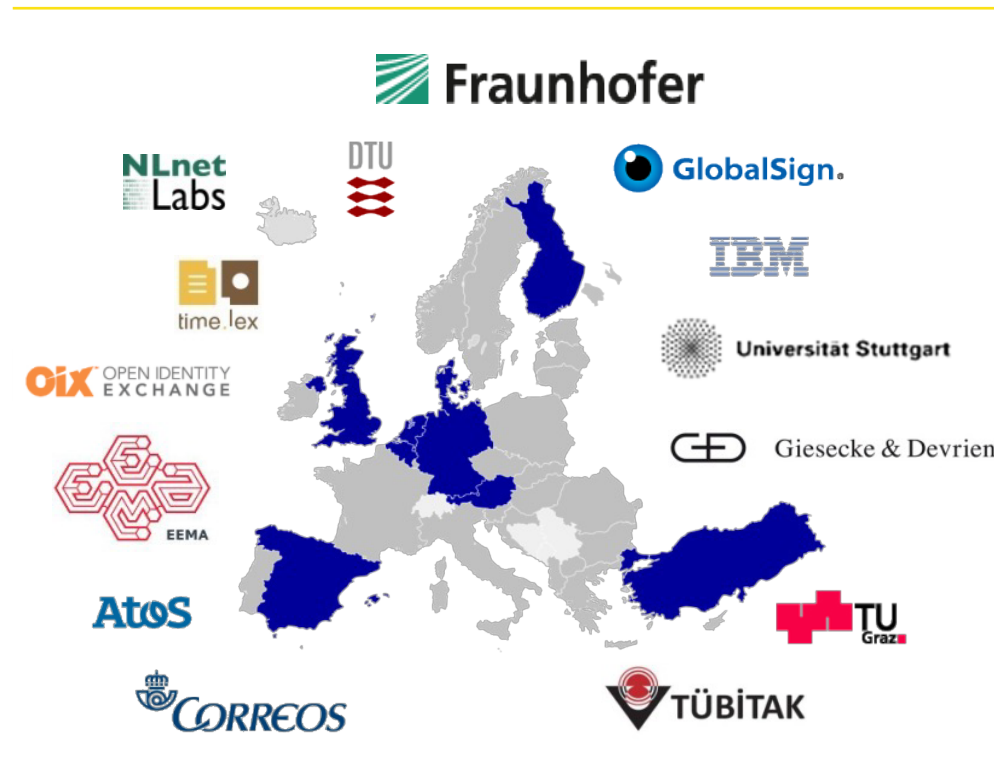 Fraunhofer
NLnet
Labs
DTU
GlobalSign.
IBM
time.lex
Universität Stuttgart
OIX OPEN IDENTITY
EXCHANGE
Giesecke & Devrien
EEMA
EEMA
Atos
TU
Graz
CORREOS
TÜBİTAK